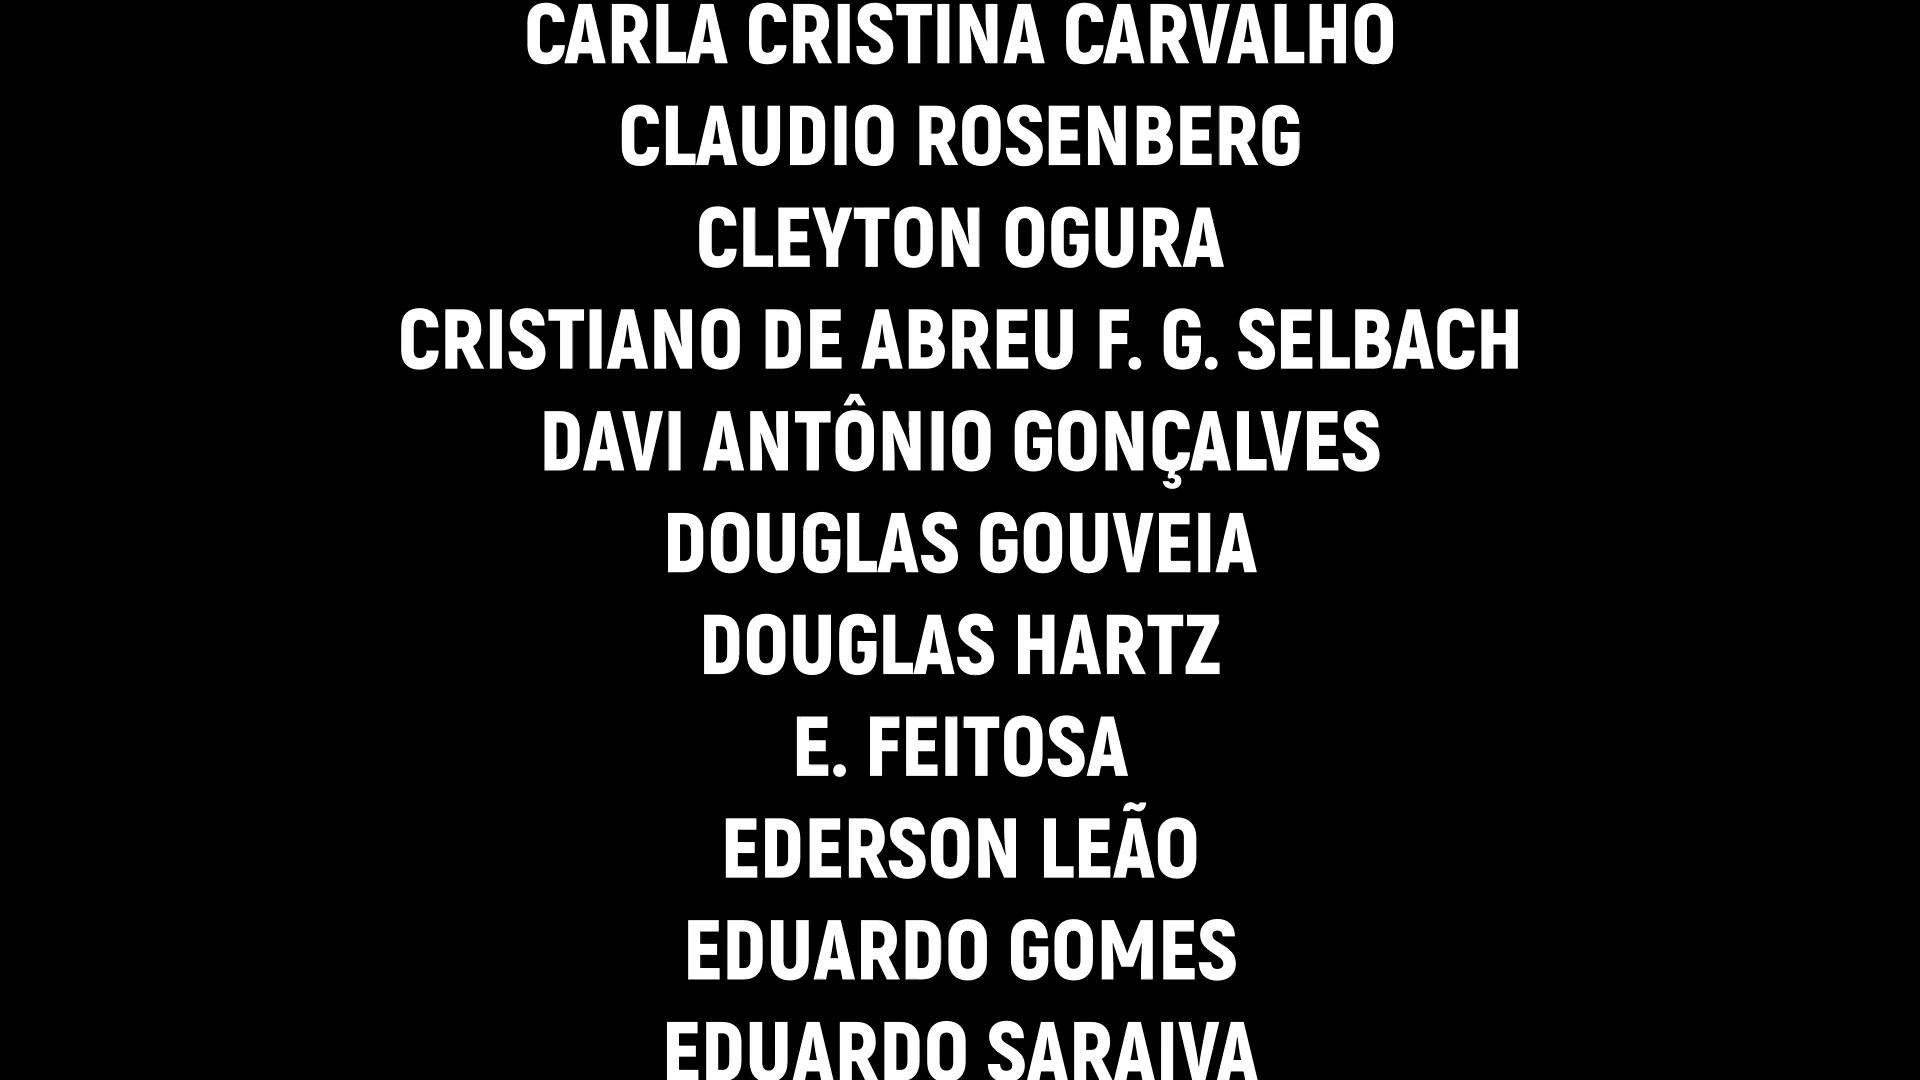 CARLA CRISTINA CARVALHO
CLAUDIO ROSENBERG
CLEYTON OGURA
CRISTIANO DE ABREU F. G. SELBACH
DAVI ANTÔNIO GONÇALVES
DOUGLAS GOUVEIA
DOUGLAS HARTZ
E. FEITOSA
EDERSON LEÃO
EDUARDO GOMES
EDUARDO SARAIVA